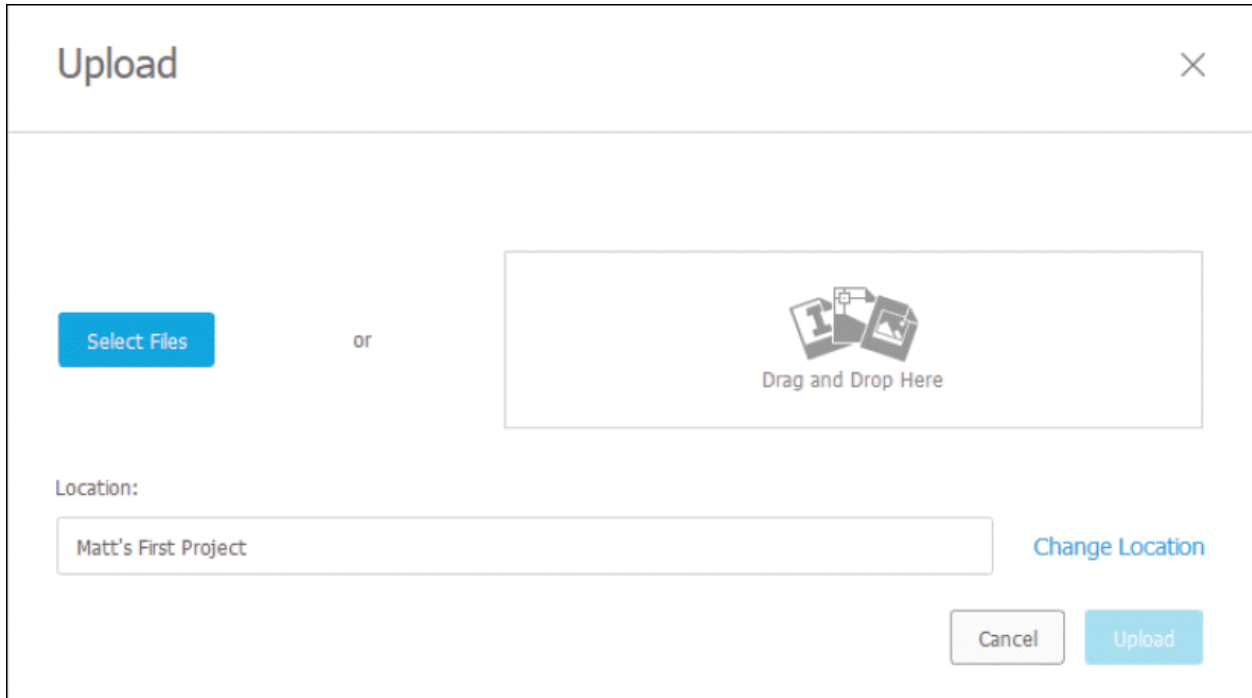 Upload
Select Files
or
Drag and Drop Here
Location:
Matt's First Project
Change Location
Cancel
Upload